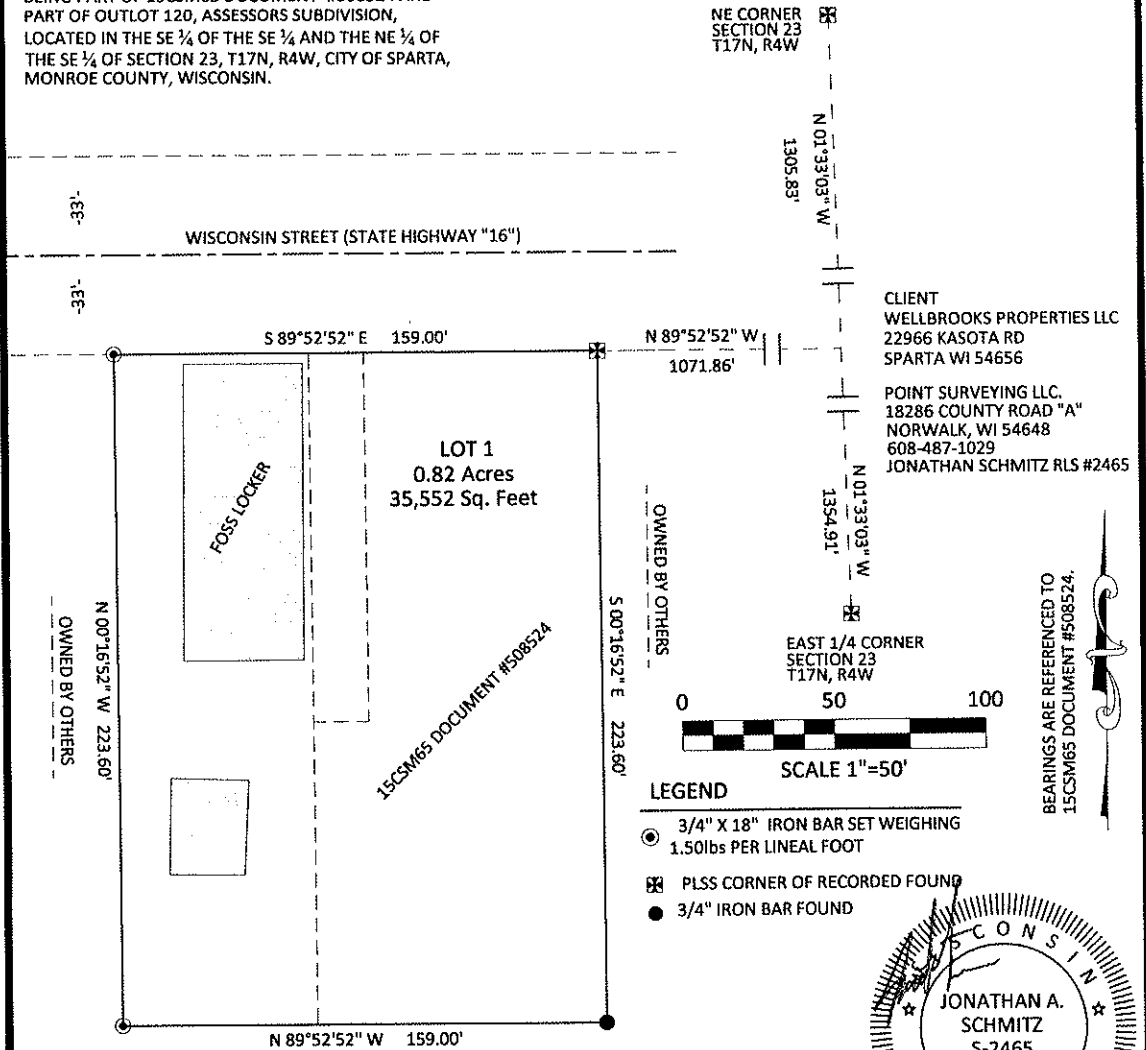 PART OF OUTLOT 120, ASSESSORS SUBDIVISION,
LOCATED IN THE SE ¼ OF THE SE ¼ AND THE NE ¼ OF
THE SE ¼ OF SECTION 23, T17N, R4W, CITY OF SPARTA,
MONROE COUNTY, WISCONSIN.
NE CORNER
SECTION 23
T17N, R4W
N 01°33'03" W
1305.83'
-33'-
WISCONSIN STREET (STATE HIGHWAY "16")
-33'-
CLIENT
WELLBROOKS PROPERTIES LLC
22966 KASOTA RD
SPARTA WI 54656
S 89°52'52" E 159.00'
N 89°52'52" W
1071.86'
POINT SURVEYING LLC.
18286 COUNTY ROAD "A"
NORWALK, WI 54648
608-487-1029
JONATHAN SCHMITZ RLS #2465
LOT 1
0.82 Acres
35,552 Sq. Feet
FOSS LOCKER
N 01°33'03" W
1354.91'
OWNED BY OTHERS
N 00°16'52" W 223.60'
OWNED BY OTHERS
S 00°16'52" E 223.60'
15CSM65 DOCUMENT #508524
EAST 1/4 CORNER
SECTION 23
T17N, R4W
BEARINGS ARE REFERENCED TO
15CSM65 DOCUMENT #508524.
0 50 100
SCALE 1"=50'
LEGEND
3/4" X 18" IRON BAR SET WEIGHING
1.50lbs PER LINEAL FOOT
PLSS CORNER OF RECORDED FOUND
3/4" IRON BAR FOUND
N 89°52'52" W 159.00'
WISCONSIN
JONATHAN A.
SCHMITZ
S-2465